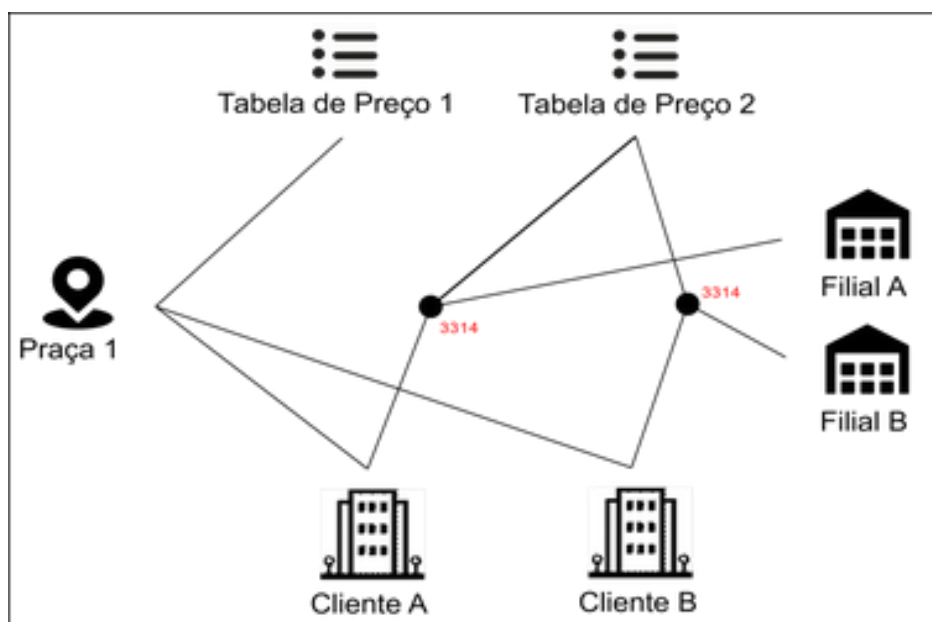 Tabela de Preço 1
Tabela de Preço 2
Filial A
3314
3314
Praça 1
Filial B
Cliente A
Cliente B